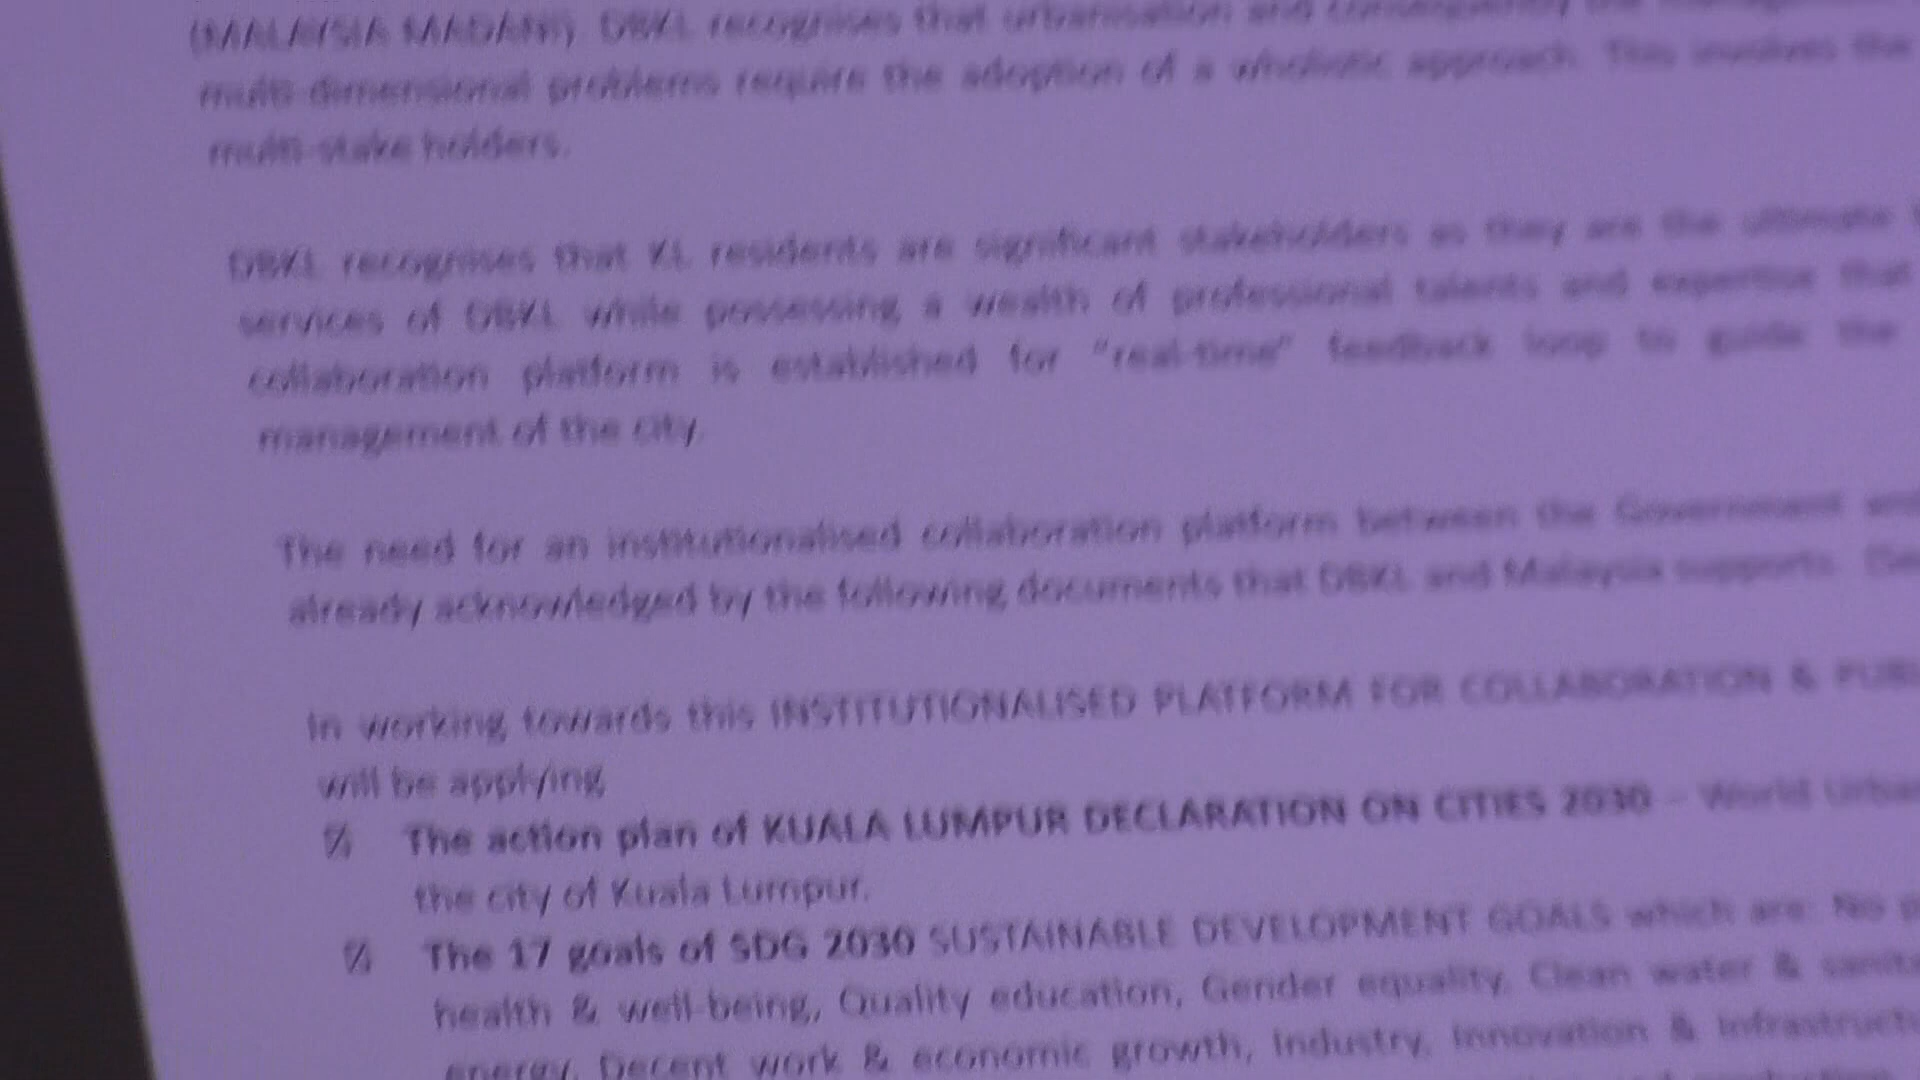 (MALAYSIA MADANI). DBKL recognises that urbanisation and consequently the
multi-dimensional problems require the adoption of a wholistic approach. This involves the
multi-stake holders.
DBKL recognises that KL residents are significant stakeholders as they are the ultimate
services of DBKL while possessing a wealth of professional talents and expertise that
collaboration platform is established for "real-time" feedback loop to guide the
management of the city.
The need for an institutionalised collaboration platform between the Government and
already acknowledged by the following documents that DBKL and Malaysia supports.
In working towards this INSTITUTIONALISED PLATFORM FOR COLLABORATION &
will be applying
The action plan of KUALA LUMPUR DECLARATION ON CITIES 2030 – World
the city of Kuala Lumpur.
The 17 goals of SDG 2030 SUSTAINABLE DEVELOPMENT GOALS which are: No
health & well-being, Quality education, Gender equality, Clean water &
energy, Decent work & economic growth, Industry, Innovation &